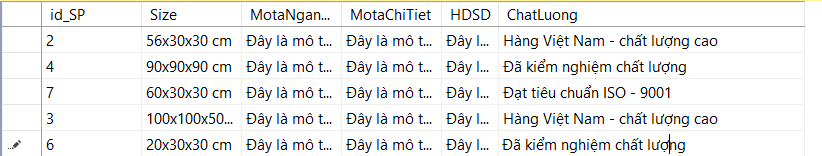 id_SP Size MotaNgan... MotaChiTiet HDSD ChatLuong
2 56x30x30 cm Đây là mô t... Đây là mô t... Đây l... Hàng Việt Nam - chất lượng cao
4 90x90x90 cm Đây là mô t... Đây là mô t... Đây l... Đã kiểm nghiệm chất lượng
7 60x30x30 cm Đây là mô t... Đây là mô t... Đây l... Đạt tiêu chuẩn ISO - 9001
3 100x100x50... Đây là mô t... Đây là mô t... Đây l... Hàng Việt Nam - chất lượng cao
6 20x30x30 cm Đây là mô t... Đây là mô t... Đây l... Đã kiểm nghiệm chất lượng